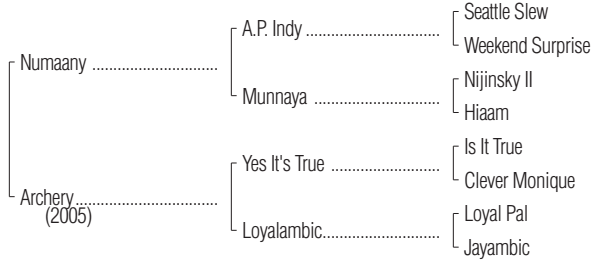 Seattle Slew
A.P. Indy
Weekend Surprise
Numaany
Nijinsky II
Munnaya
Hiaam
Is It True
Yes It's True
Clever Monique
Archery
(2005)
Loyal Pal
Loyalambic
Jayambic